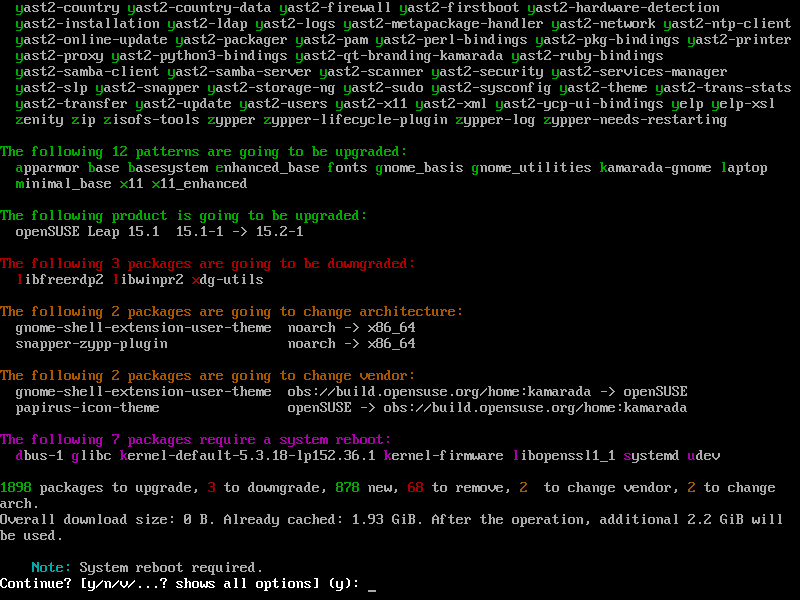 yast2-country yast2-country-data yast2-firewall yast2-firstboot yast2-hardware-detection
yast2-installation yast2-ldap yast2-logs yast2-metapackage-handler yast2-network yast2-ntp-client
yast2-online-update yast2-packager yast2-pam yast2-perl-bindings yast2-pkg-bindings yast2-printer
yast2-proxy yast2-python3-bindings yast2-qt-branding-kamarada yast2-ruby-bindings
yast2-samba-client yast2-samba-server yast2-scanner yast2-security yast2-services-manager
yast2-slp yast2-snapper yast2-storage-ng yast2-sudo yast2-sysconfig yast2-theme yast2-trans-stats
yast2-transfer yast2-update yast2-users yast2-x11 yast2-xml yast2-ycp-ui-bindings yelp yelp-xsl
zenity zip zisofs-tools zypper zypper-lifecycle-plugin zypper-log zypper-needs-restarting
The following 12 patterns are going to be upgraded:
apparmor base basesystem enhanced_base fonts gnome_basis gnome_utilities kamarada-gnome laptop
minimal_base x11 x11_enhanced
The following product is going to be upgraded:
openSUSE Leap 15.1  15.1-1 -> 15.2-1
The following 3 packages are going to be downgraded:
libfreerdp2 libwinpr2 xdg-utils
The following 2 packages are going to change architecture:
gnome-shell-extension-user-theme  noarch -> x86_64
snapper-zypp-plugin               noarch -> x86_64
The following 2 packages are going to change vendor:
gnome-shell-extension-user-theme  obs://build.opensuse.org/home:kamarada -> openSUSE
papirus-icon-theme                openSUSE -> obs://build.opensuse.org/home:kamarada
The following 7 packages require a system reboot:
dbus-1 glibc kernel-default-5.3.18-lp152.36.1 kernel-firmware libopenssl1_1 systemd udev
1898 packages to upgrade, 3 to downgrade, 878 new, 68 to remove, 2  to change vendor, 2 to change
arch.
Overall download size: 0 B. Already cached: 1.93 GiB. After the operation, additional 2.2 GiB will
be used.
Note: System reboot required.
Continue? [y/n/v/...? shows all options] (y): _